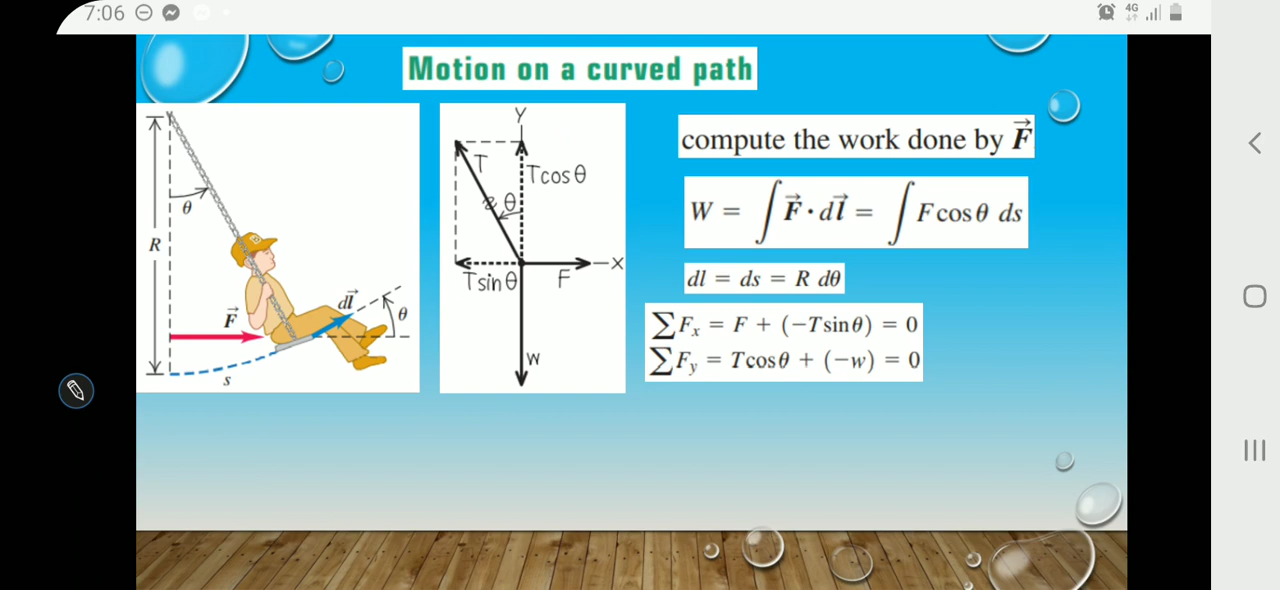 7:06
4G
Motion on a curved path
θ
R
F⃗
dl⃗
θ
s
Y
T
Tcosθ
θ
X
Tsinθ
F
w
compute the work done by F⃗
W = ∫ F⃗ · dl⃗ = ∫ F cos θ ds
dl = ds = R dθ
∑Fₓ = F + (−T sin θ) = 0
∑Fᵧ = T cos θ + (−w) = 0